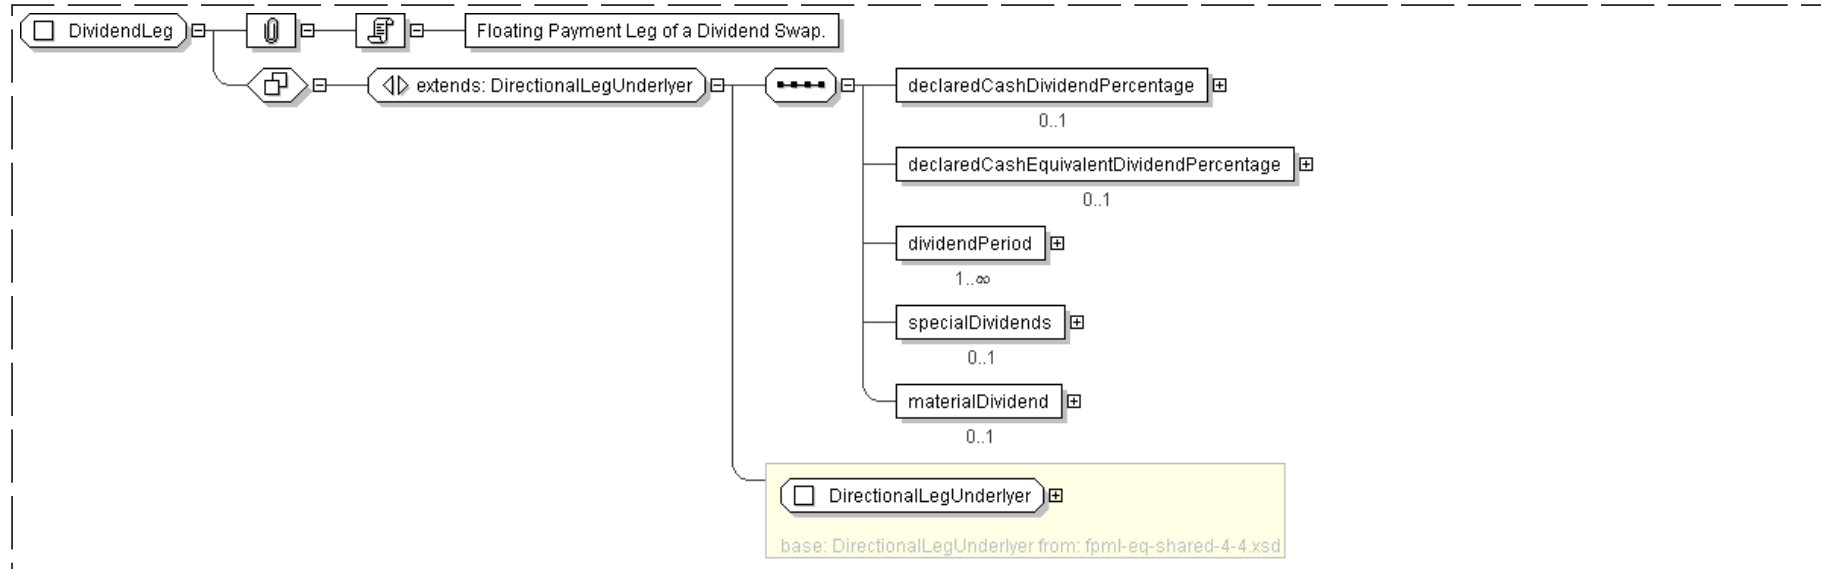 DividendLeg
Floating Payment Leg of a Dividend Swap.
extends: DirectionalLegUnderlyer
declaredCashDividendPercentage
0..1
declaredCashEquivalentDividendPercentage
0..1
dividendPeriod
1..∞
specialDividends
0..1
materialDividend
0..1
DirectionalLegUnderlyer
base: DirectionalLegUnderlyer from: fpml-eq-shared-4-4.xsd